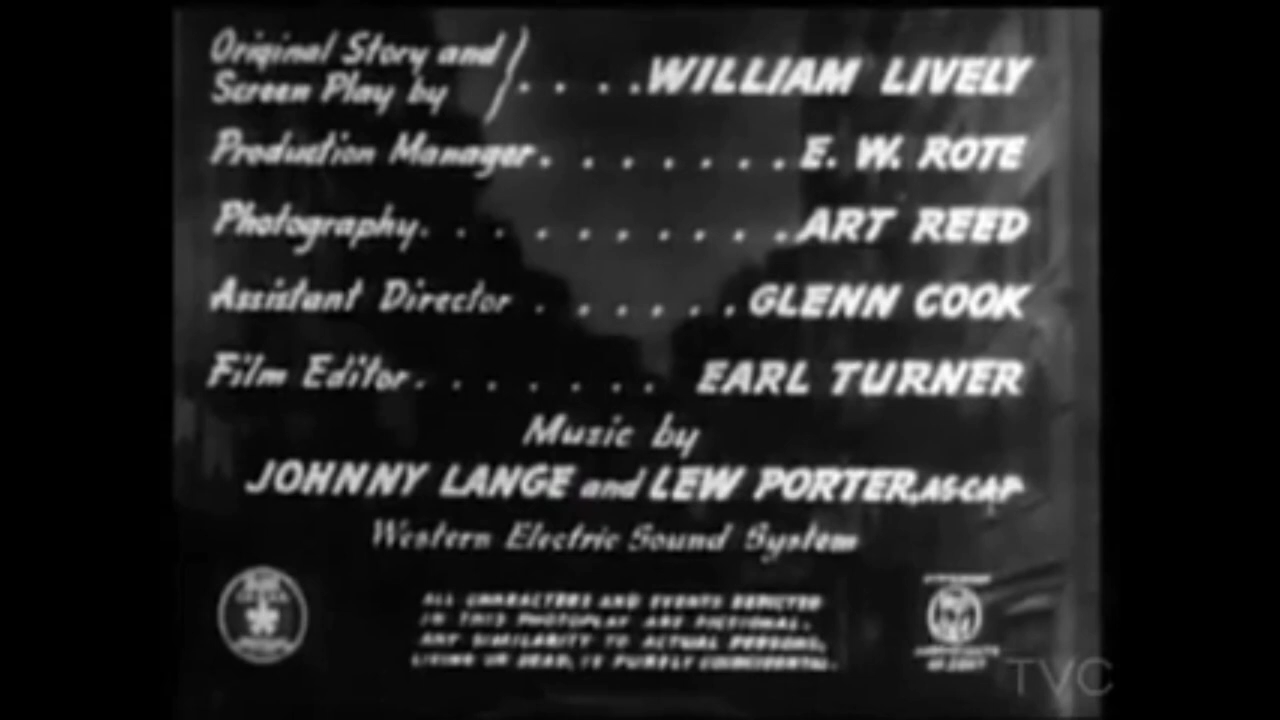 Original Story and
Screen Play by } . . . . WILLIAM LIVELY
Production Manager. . . . . . . . E. W. ROTE
Photography. . . . . . . . . . . ART REED
Assistant Director . . . . . . GLENN COOK
Film Editor. . . . . . . EARL TURNER
Music by
JOHNNY LANGE and LEW PORTER, ASCAP
Western Electric Sound System
ALL CHARACTERS AND EVENTS DEPICTED
IN THIS PHOTOPLAY ARE FICTIONAL.
ANY SIMILARITY TO ACTUAL PERSONS,
LIVING OR DEAD, IS PURELY COINCIDENTAL.
TVC